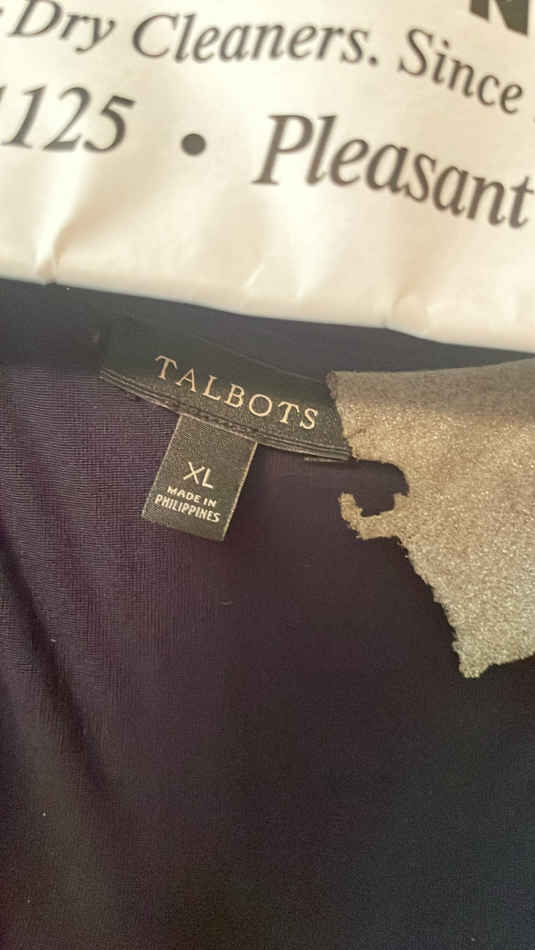 Dry Cleaners. Since
125 • Pleasant
TALBOTS
XL
MADE IN
PHILIPPINES